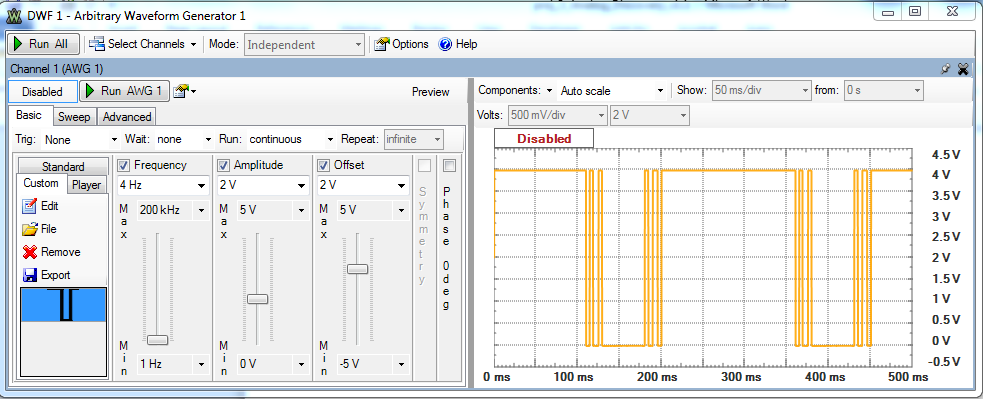 DWF 1 - Arbitrary Waveform Generator 1
Run All Select Channels Mode: Independent Options Help
Channel 1 (AWG 1)
Disabled Run AWG 1 Preview
Basic Sweep Advanced
Trig: None Wait: none Run: continuous Repeat: infinite
Standard
Custom Player
Edit
File
Remove
Export
Frequency
4 Hz
Max
200 kHz
Min
1 Hz
Amplitude
2 V
Max
5 V
Min
0 V
Offset
2 V
Max
5 V
Min
-5 V
Symmetry
Phase 0deg
Components: Auto scale Show: 50 ms/div from: 0 s
Volts: 500 mV/div 2 V
Disabled
4.5 V
4 V
3.5 V
3 V
2.5 V
2 V
1.5 V
1 V
0.5 V
0 V
-0.5 V
0 ms 100 ms 200 ms 300 ms 400 ms 500 ms